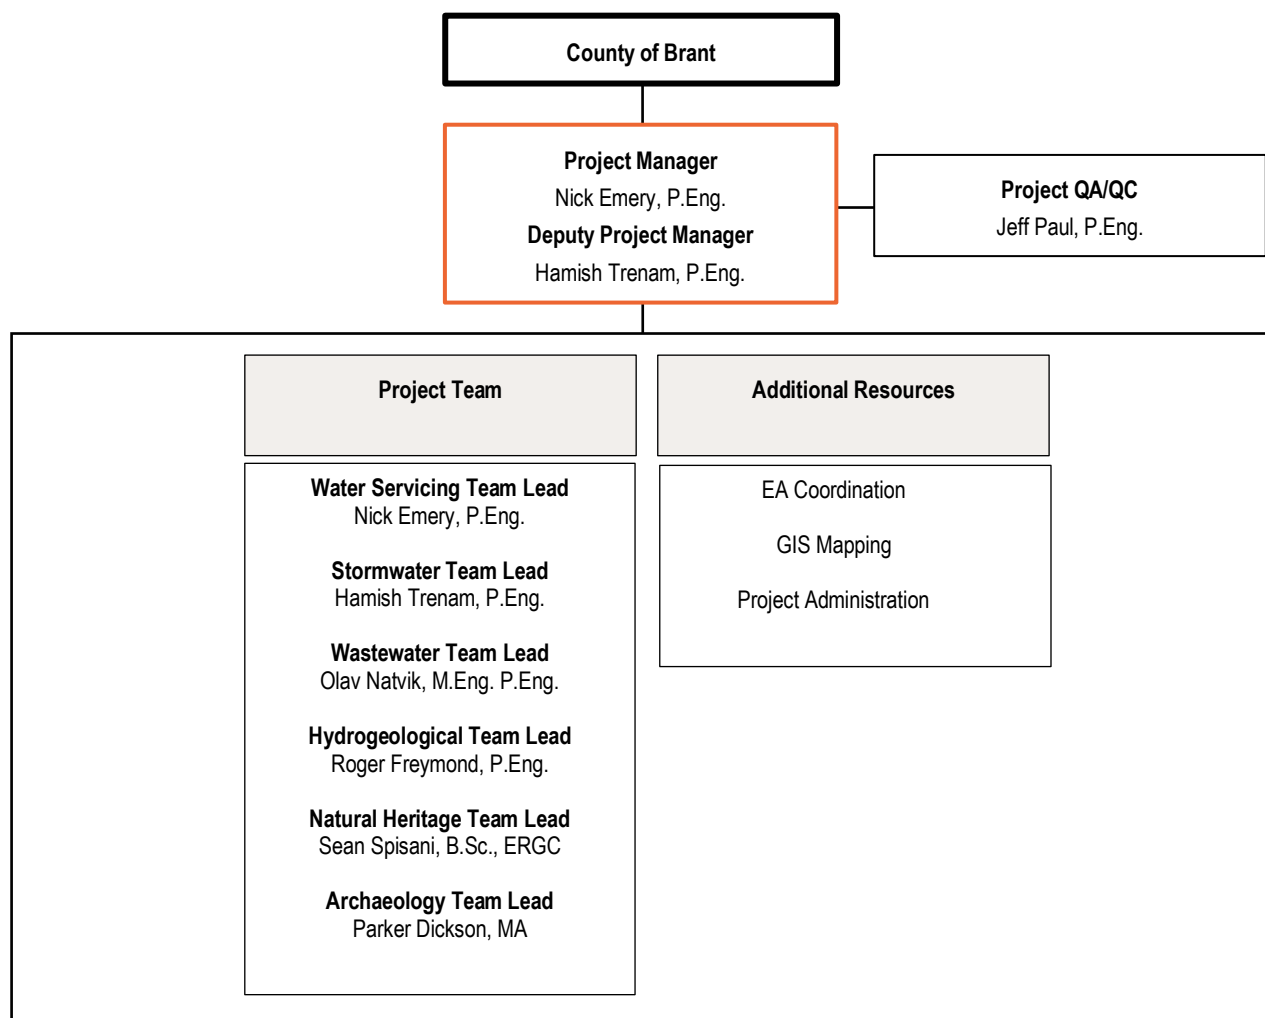 County of Brant
Project Manager
Nick Emery, P.Eng.
Deputy Project Manager
Hamish Trenam, P.Eng.
Project QA/QC
Jeff Paul, P.Eng.
Project Team
Water Servicing Team Lead
Nick Emery, P.Eng.
Stormwater Team Lead
Hamish Trenam, P.Eng.
Wastewater Team Lead
Olav Natvik, M.Eng. P.Eng.
Hydrogeological Team Lead
Roger Freymond, P.Eng.
Natural Heritage Team Lead
Sean Spisani, B.Sc., ERGC
Archaeology Team Lead
Parker Dickson, MA
Additional Resources
EA Coordination
GIS Mapping
Project Administration